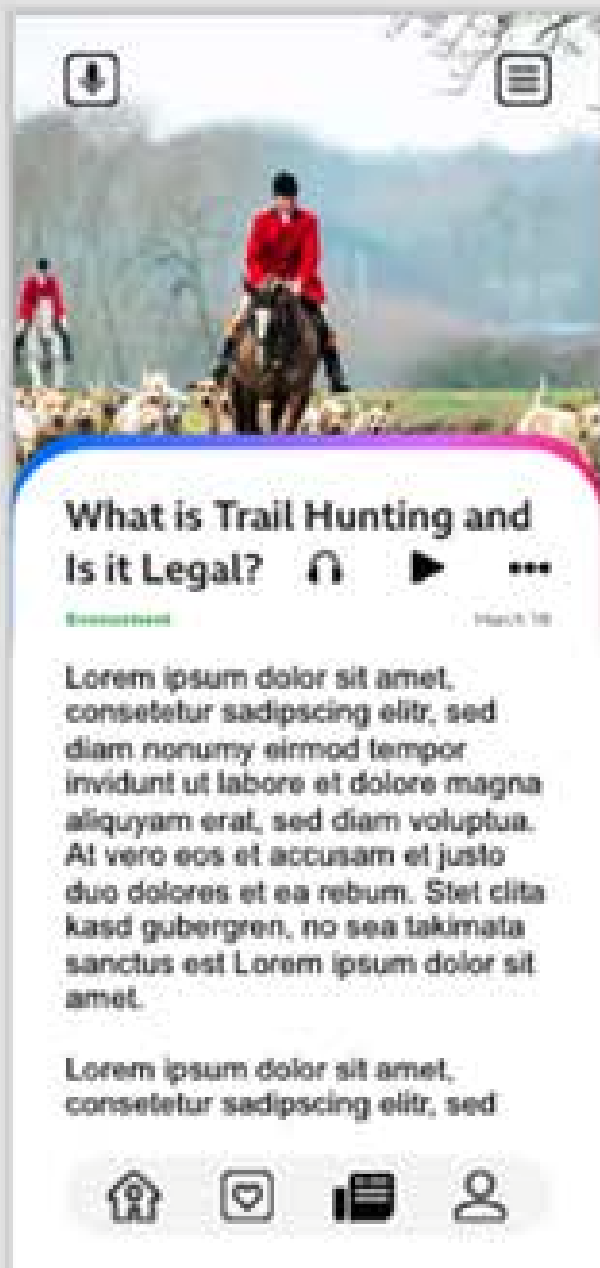 What is Trail Hunting and
Is it Legal?
Environment
March 18
Lorem ipsum dolor sit amet,
consetetur sadipscing elitr, sed
diam nonumy eirmod tempor
invidunt ut labore et dolore magna
aliquyam erat, sed diam voluptua.
At vero eos et accusam et justo
duo dolores et ea rebum. Stet clita
kasd gubergren, no sea takimata
sanctus est Lorem ipsum dolor sit
amet.
Lorem ipsum dolor sit amet,
consetetur sadipscing elitr, sed